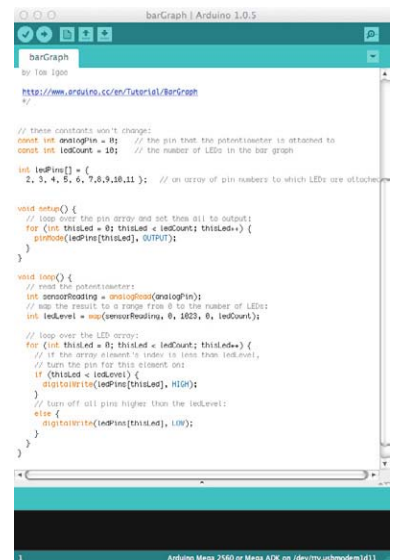 barGraph | Arduino 1.0.5
barGraph
by Tom Igoe
http://www.arduino.cc/en/Tutorial/BarGraph
*/
// these constants won't change:
const int analogPin = 0;     // the pin that the potentiometer is attached to
const int ledCount = 10;     // the number of LEDs in the bar graph
int ledPins[] = {
2, 3, 4, 5, 6, 7,8,9,10,11 };   // an array of pin numbers to which LEDs are attached
void setup() {
// loop over the pin array and set them all to output:
for (int thisLed = 0; thisLed < ledCount; thisLed++) {
pinMode(ledPins[thisLed], OUTPUT);
}
}
void loop() {
// read the potentiometer:
int sensorReading = analogRead(analogPin);
// map the result to a range from 0 to the number of LEDs:
int ledLevel = map(sensorReading, 0, 1023, 0, ledCount);
// loop over the LED array:
for (int thisLed = 0; thisLed < ledCount; thisLed++) {
// if the array element's index is less than ledLevel,
// turn the pin for this element on:
if (thisLed < ledLevel) {
digitalWrite(ledPins[thisLed], HIGH);
}
// turn off all pins higher than the ledLevel:
else {
digitalWrite(ledPins[thisLed], LOW);
}
}
}
1
Arduino Mega 2560 or Mega ADK on /dev/tty.usbmodem1d11